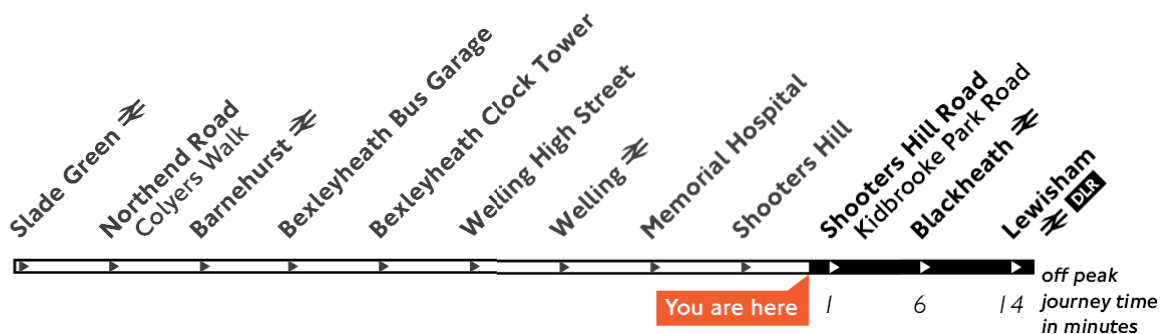 Slade Green
Northend Road
Colyers Walk
Barnehurst
Bexleyheath Bus Garage
Bexleyheath Clock Tower
Welling High Street
Welling
Memorial Hospital
Shooters Hill
Shooters Hill Road
Kidbrooke Park Road
Blackheath
Lewisham
DLR
You are here
1
6
14
off peak
journey time
in minutes